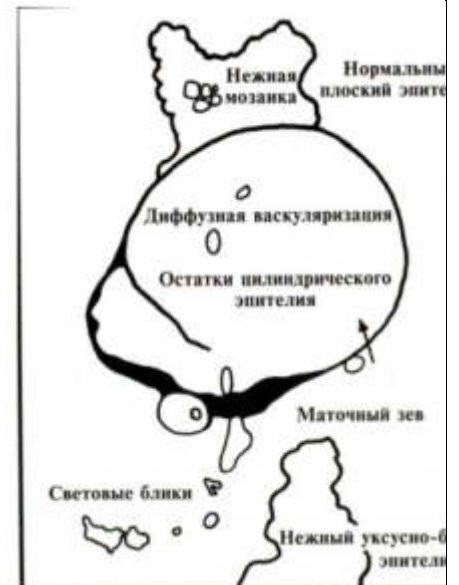 Нежная
мозаика
Нормальны
плоский эпите
Диффузная васкуляризация
Остатки цилиндрического
эпителия
Маточный зев
Световые блики
Нежный уксусно-б
эпители